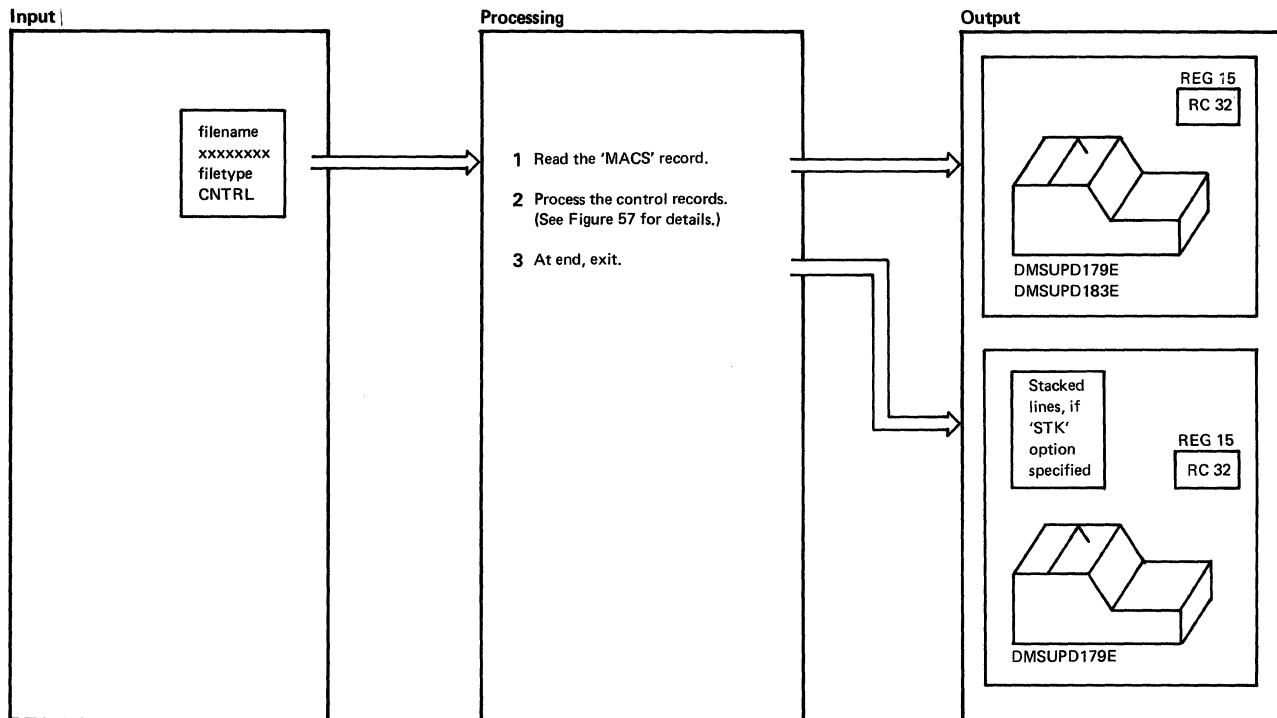 Input
Processing
Output
filename
xxxxxxxx
filetype
CNTRL
1 Read the 'MACS' record.
2 Process the control records.
(See Figure 57 for details.)
3 At end, exit.
REG 15
RC 32
DMSUPD179E
DMSUPD183E
Stacked
lines, if
'STK'
option
specified
REG 15
RC 32
DMSUPD179E